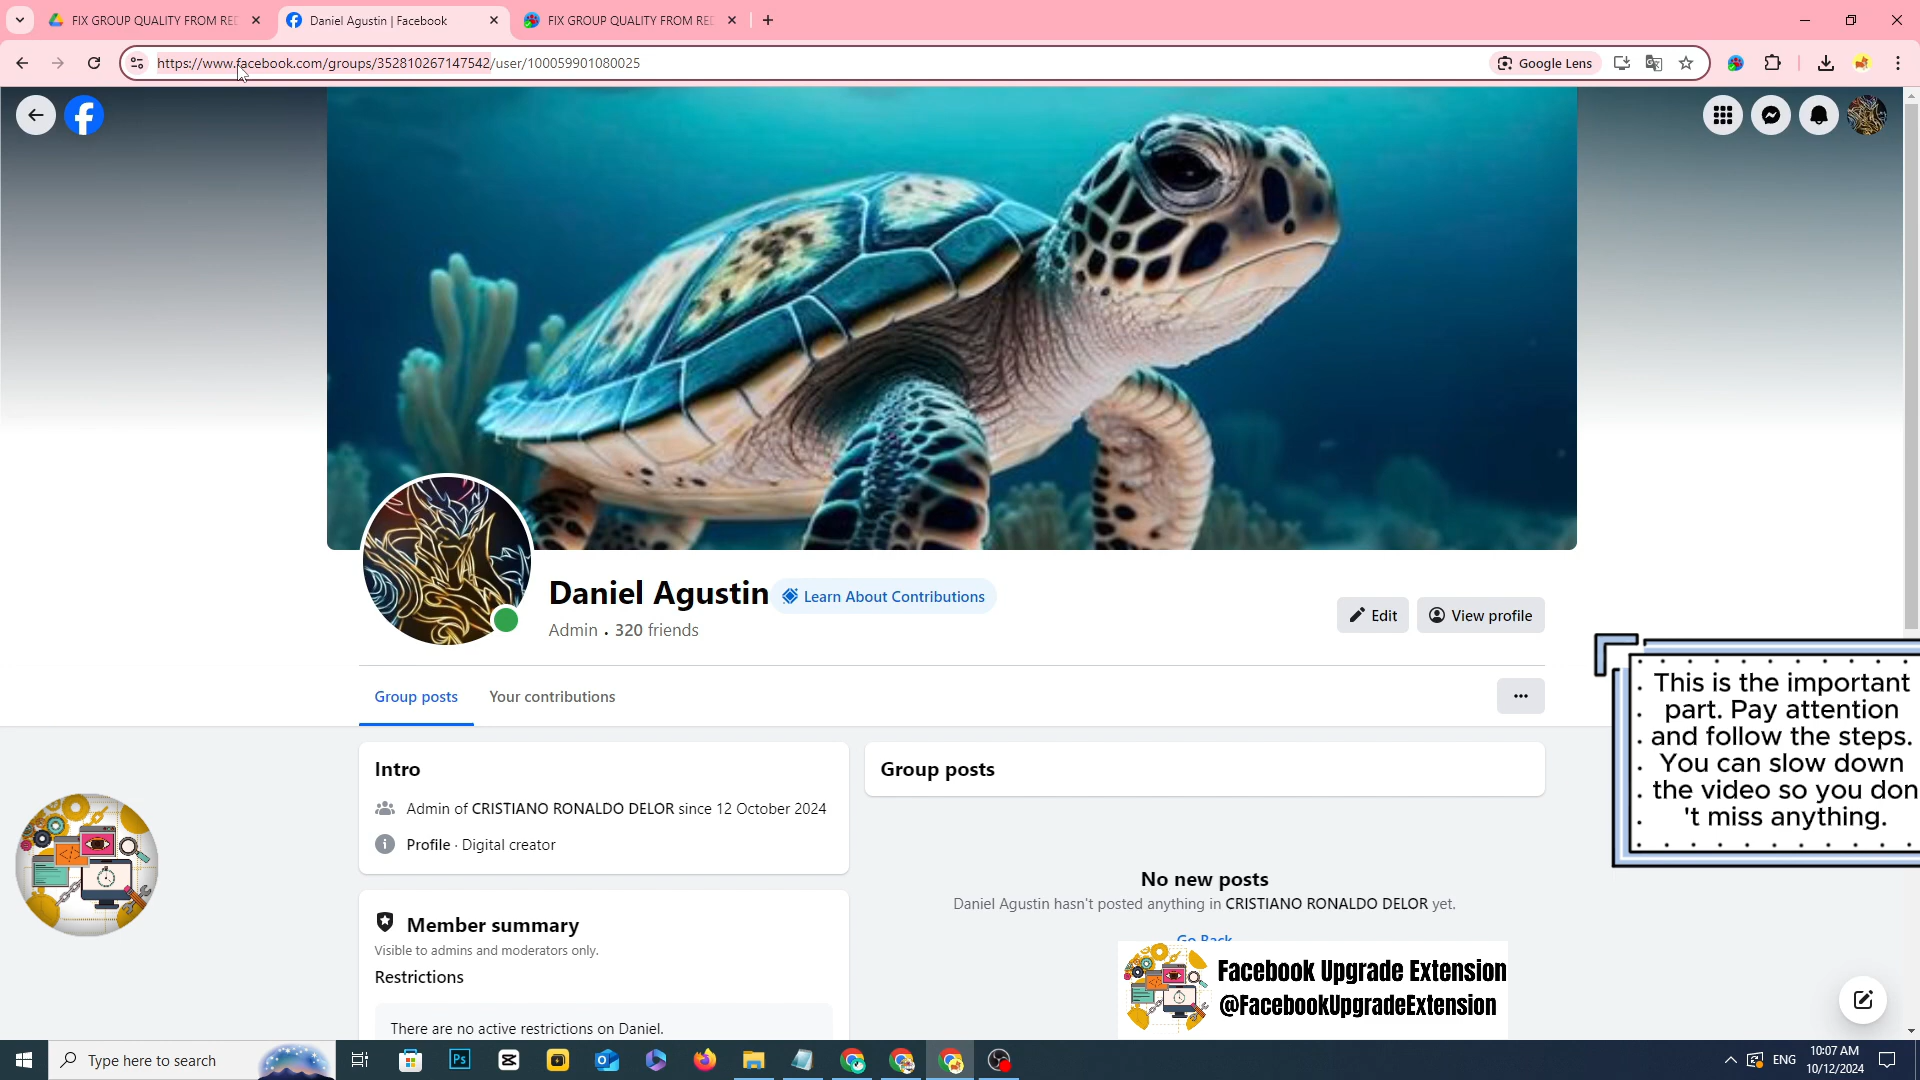 FIX GROUP QUALITY FROM RED
Daniel Agustin | Facebook
FIX GROUP QUALITY FROM RED
https://www.facebook.com/groups/352810267147542/user/100059901080025
Google Lens
Daniel Agustin
Learn About Contributions
Admin · 320 friends
Edit
View profile
Group posts
Your contributions
Intro
Admin of CRISTIANO RONALDO DELOR since 12 October 2024
Profile · Digital creator
Member summary
Visible to admins and moderators only.
Restrictions
There are no active restrictions on Daniel.
Group posts
No new posts
Daniel Agustin hasn't posted anything in CRISTIANO RONALDO DELOR yet.
Go Back
Facebook Upgrade Extension
@FacebookUpgradeExtension
This is the important
part. Pay attention
and follow the steps.
You can slow down
the video so you don
't miss anything.
Type here to search
Ps
ENG
10:07 AM
10/12/2024